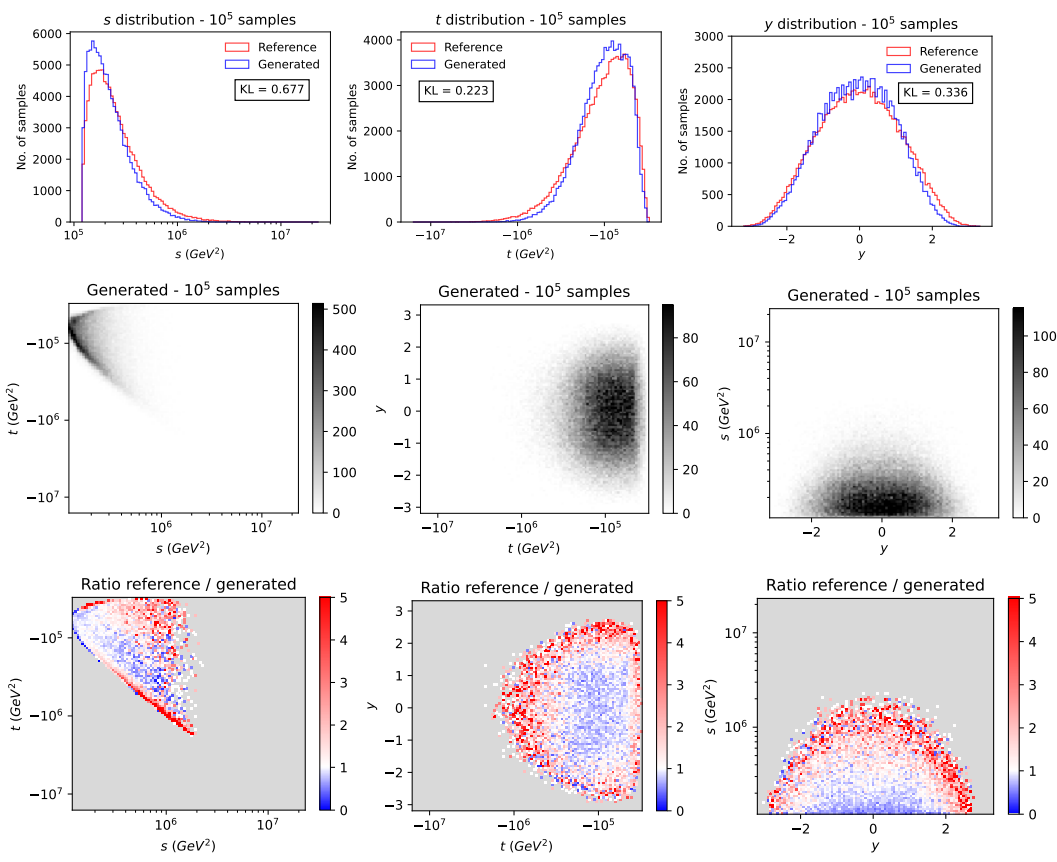 s distribution - 10⁵ samples
t distribution - 10⁵ samples
y distribution - 10⁵ samples
Reference
Generated
KL = 0.677
Reference
Generated
KL = 0.223
Reference
Generated
KL = 0.336
No. of samples
6000
5000
4000
3000
2000
1000
0
10⁵ 10⁶ 10⁷
s (GeV²)
No. of samples
4000
3000
2000
1000
0
−10⁷ −10⁶ −10⁵
t (GeV²)
No. of samples
3000
2500
2000
1500
1000
500
0
−2 0 2
y
Generated - 10⁵ samples
Generated - 10⁵ samples
Generated - 10⁵ samples
t (GeV²)
−10⁵
−10⁶
−10⁷
10⁶ 10⁷
s (GeV²)
500
400
300
200
100
0
y
3
2
1
0
−1
−2
−3
−10⁷ −10⁶ −10⁵
t (GeV²)
80
60
40
20
0
s (GeV²)
10⁷
10⁶
−2 0 2
y
100
80
60
40
20
0
Ratio reference / generated
Ratio reference / generated
Ratio reference / generated
t (GeV²)
−10⁵
−10⁶
−10⁷
10⁶ 10⁷
s (GeV²)
5
4
3
2
1
0
y
3
2
1
0
−1
−2
−3
−10⁷ −10⁶ −10⁵
t (GeV²)
5
4
3
2
1
0
s (GeV²)
10⁷
10⁶
−2 0 2
y
5
4
3
2
1
0